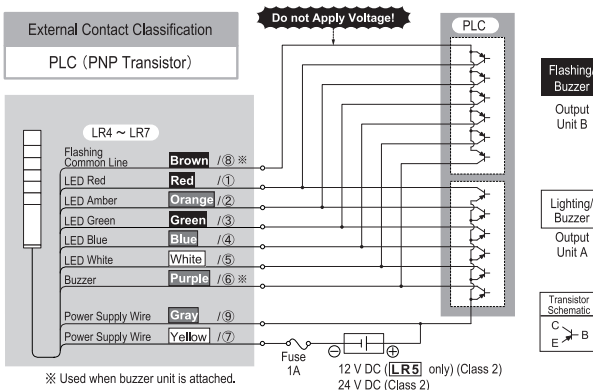 External Contact Classification
PLC (PNP Transistor)
Do not Apply Voltage!
PLC
LR4 ~ LR7
Flashing
Common Line
Brown /⑧ ※
LED Red
Red /①
LED Amber
Orange /②
LED Green
Green /③
LED Blue
Blue /④
LED White
White /⑤
Buzzer
Purple /⑥ ※
Power Supply Wire
Gray /⑨
Power Supply Wire
Yellow /⑦
※ Used when buzzer unit is attached.
Fuse
1A
⊖ ⊕
12 V DC (LR5 only) (Class 2)
24 V DC (Class 2)
Flashing/
Buzzer
Output
Unit B
Lighting/
Buzzer
Output
Unit A
Transistor
Schematic
C
B
E